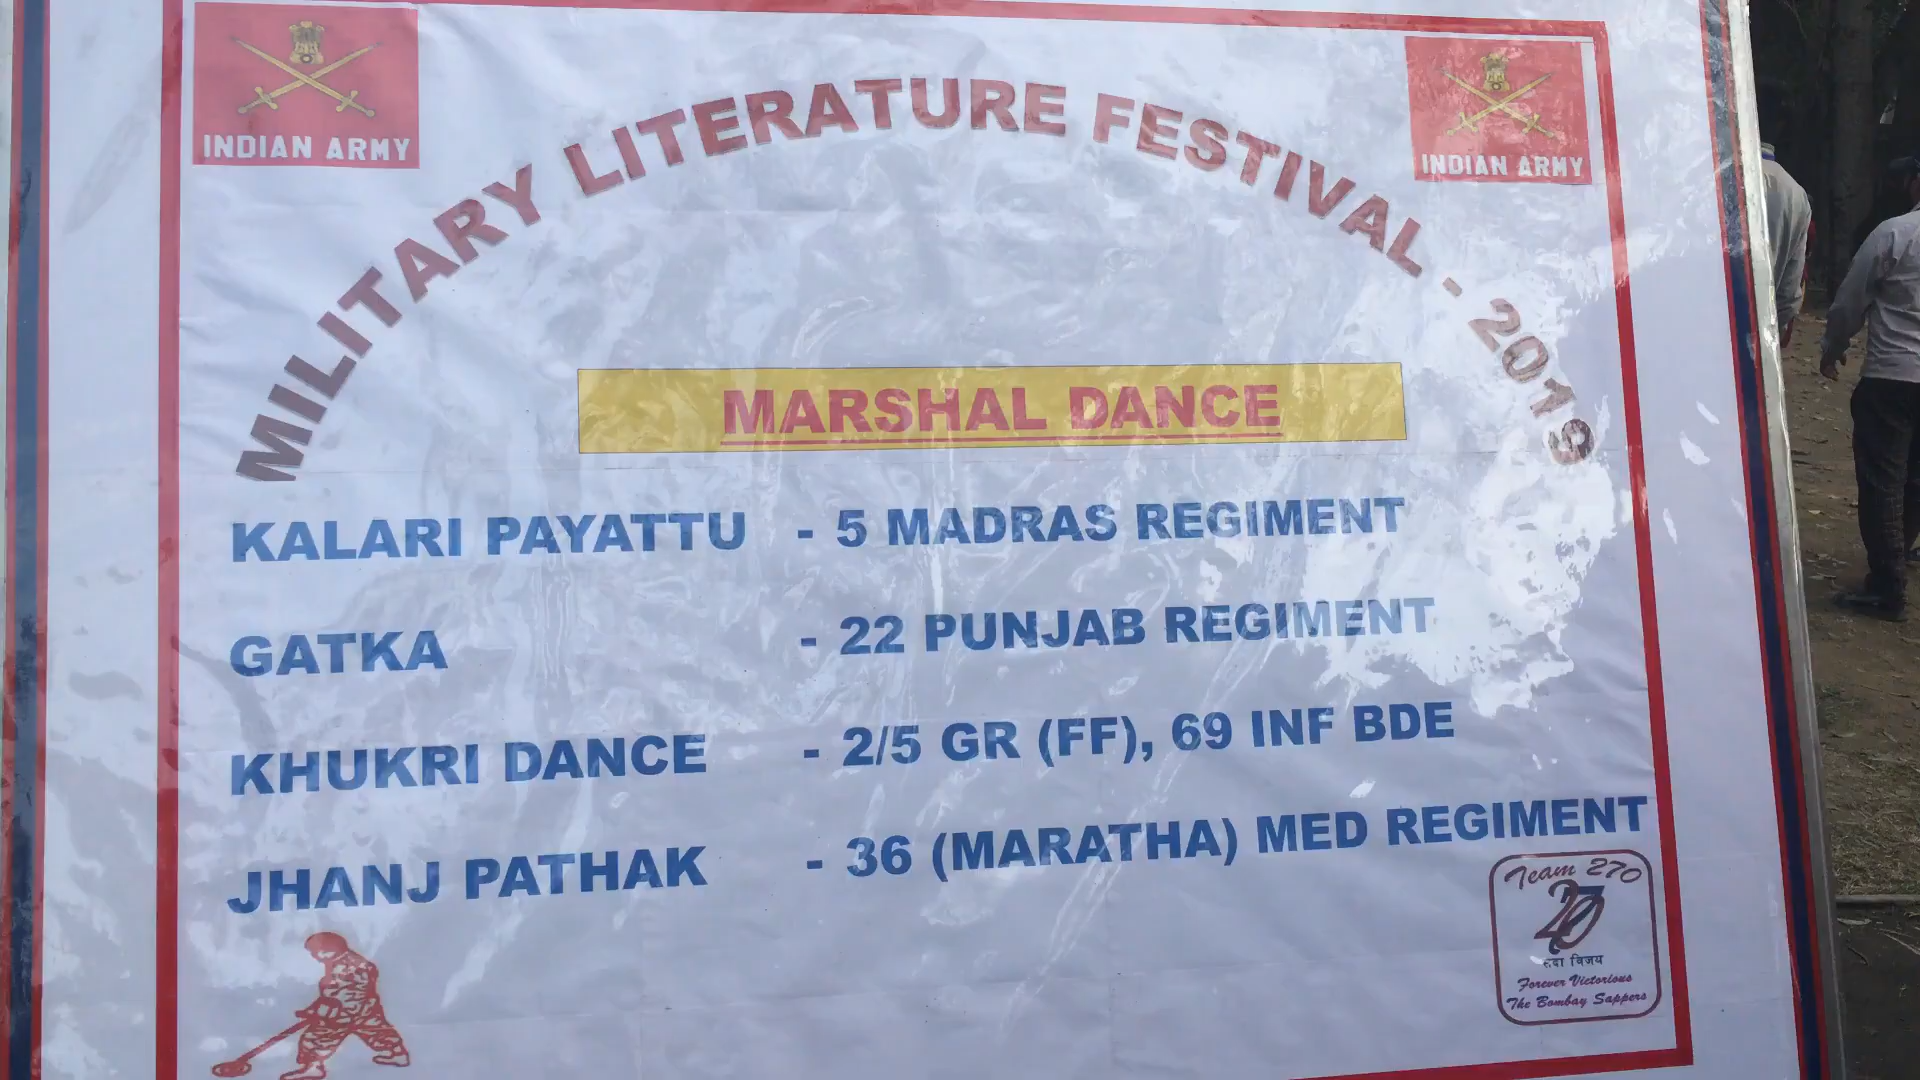 INDIAN ARMY
INDIAN ARMY
MILITARY LITERATURE FESTIVAL - 2019
MARSHAL DANCE
KALARI PAYATTU - 5 MADRAS REGIMENT
GATKA - 22 PUNJAB REGIMENT
KHUKRI DANCE - 2/5 GR (FF), 69 INF BDE
JHANJ PATHAK - 36 (MARATHA) MED REGIMENT
Team 270
270
विजय
Forever Victorious
The Bombay Sappers